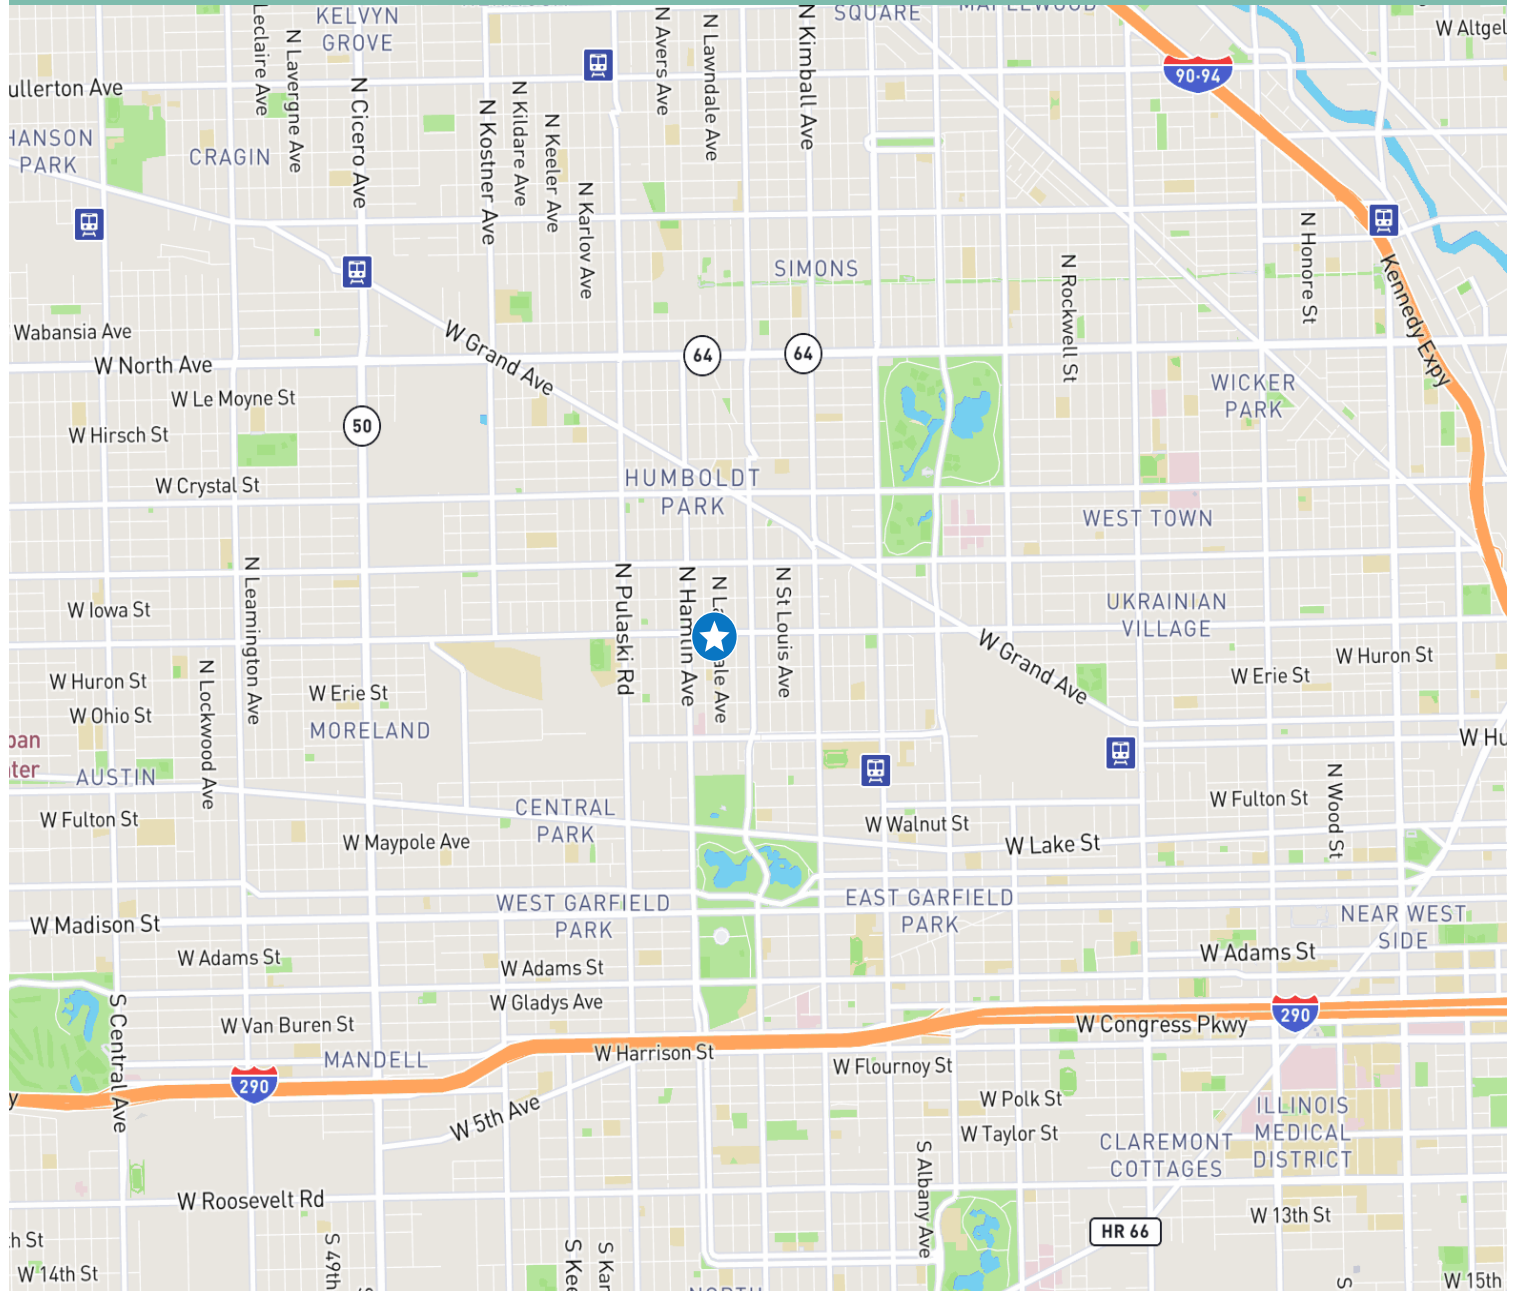 KELVYN
GROVE
SQUARE
W Altgel
N Avers Ave
N Lawndale Ave
N Kimball Ave
Leclaire Ave
N Lavergne Ave
N Cicero Ave
90-94
ullerton Ave
N Kostner Ave
N Kildare Ave
N Keeler Ave
N Karlov Ave
HANSON
PARK
CRAGIN
SIMONS
N Rockwell St
N Honore St
Kennedy Expy
Wabansia Ave
W North Ave
W Grand Ave
64
64
W Le Moyne St
50
W Hirsch St
WICKER
PARK
W Crystal St
HUMBOLDT
PARK
WEST TOWN
N Leamington Ave
N Pulaski Rd
N Hamlin Ave
N La
ale Ave
N St Louis Ave
W Iowa St
UKRAINIAN
VILLAGE
W Grand Ave
W Huron St
W Huron St
N Lockwood Ave
W Erie St
W Erie St
W Ohio St
MORELAND
W Hu
AUSTIN
CENTRAL
PARK
N Wood St
W Fulton St
W Fulton St
W Walnut St
W Maypole Ave
W Lake St
WEST GARFIELD
PARK
EAST GARFIELD
PARK
NEAR WEST
SIDE
W Madison St
W Adams St
W Adams St
W Adams St
W Gladys Ave
S Central Ave
W Van Buren St
W Congress Pkwy
290
MANDELL
W Harrison St
W Flournoy St
290
W 5th Ave
W Polk St
W Taylor St
ILLINOIS
MEDICAL
DISTRICT
CLAREMONT
COTTAGES
S Albany Ave
W Roosevelt Rd
HR 66
W 13th St
th St
W 14th St
S 49th
S Kee
S Kar
W 15th